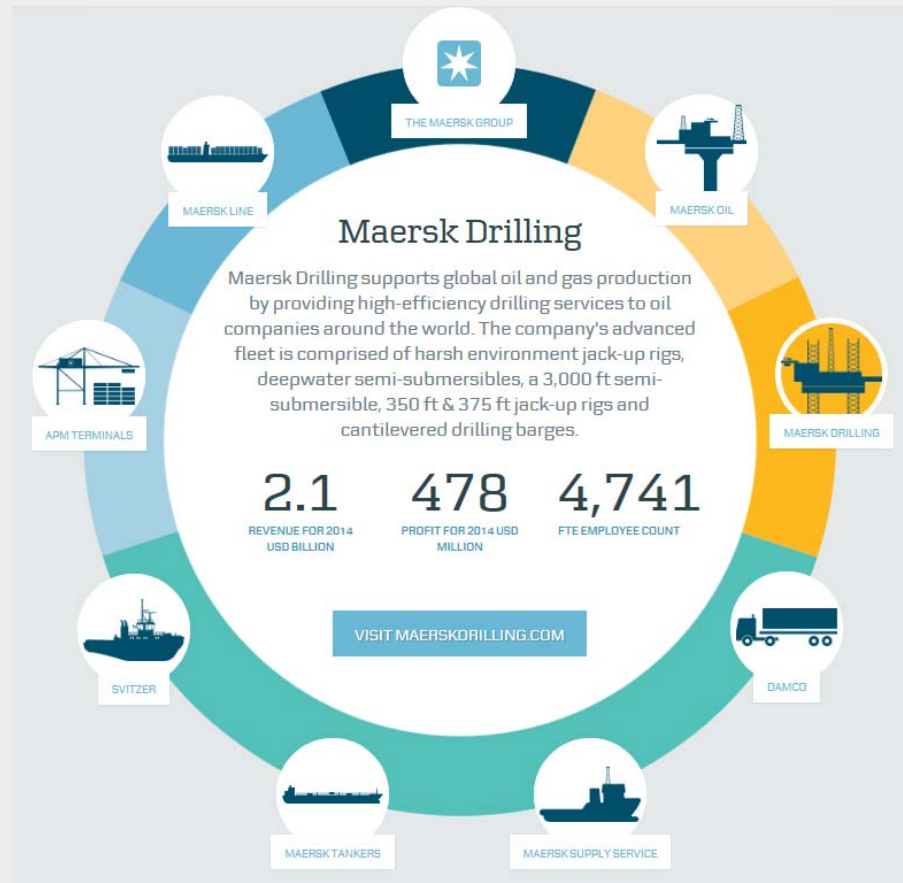 THE MAERSK GROUP
MAERSK LINE
MAERSK OIL
Maersk Drilling
Maersk Drilling supports global oil and gas production
by providing high-efficiency drilling services to oil
companies around the world. The company's advanced
fleet is comprised of harsh environment jack-up rigs,
deepwater semi-submersibles, a 3,000 ft semi-
submersible, 350 ft & 375 ft jack-up rigs and
cantilevered drilling barges.
APM TERMINALS
MAERSK DRILLING
2.1
REVENUE FOR 2014
USD BILLION
478
PROFIT FOR 2014 USD
MILLION
4,741
FTE EMPLOYEE COUNT
VISIT MAERSKDRILLING.COM
SVITZER
DAMCO
MAERSK TANKERS
MAERSK SUPPLY SERVICE